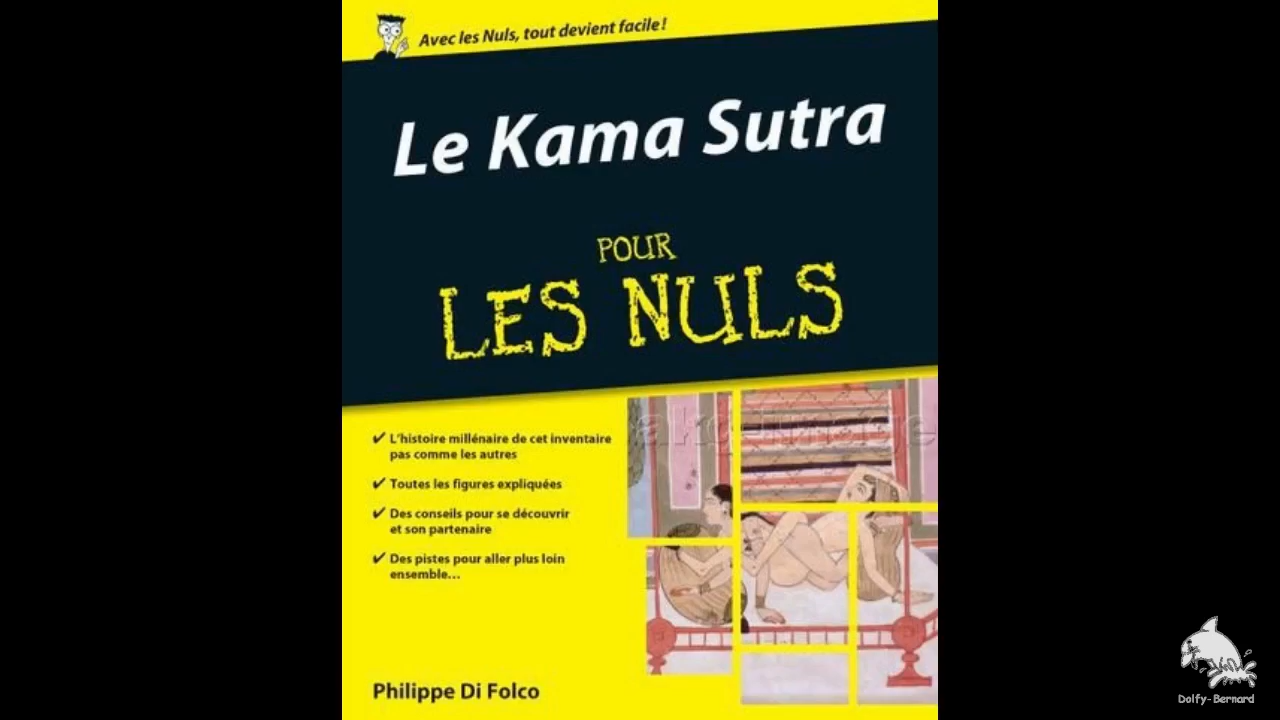 Avec les Nuls, tout devient facile !
Le Kama Sutra
POUR
LES NULS
✔ L'histoire millénaire de cet inventaire
pas comme les autres
✔ Toutes les figures expliquées
✔ Des conseils pour se découvrir
et son partenaire
✔ Des pistes pour aller plus loin
ensemble...
Philippe Di Folco
Dolfy-Bernard